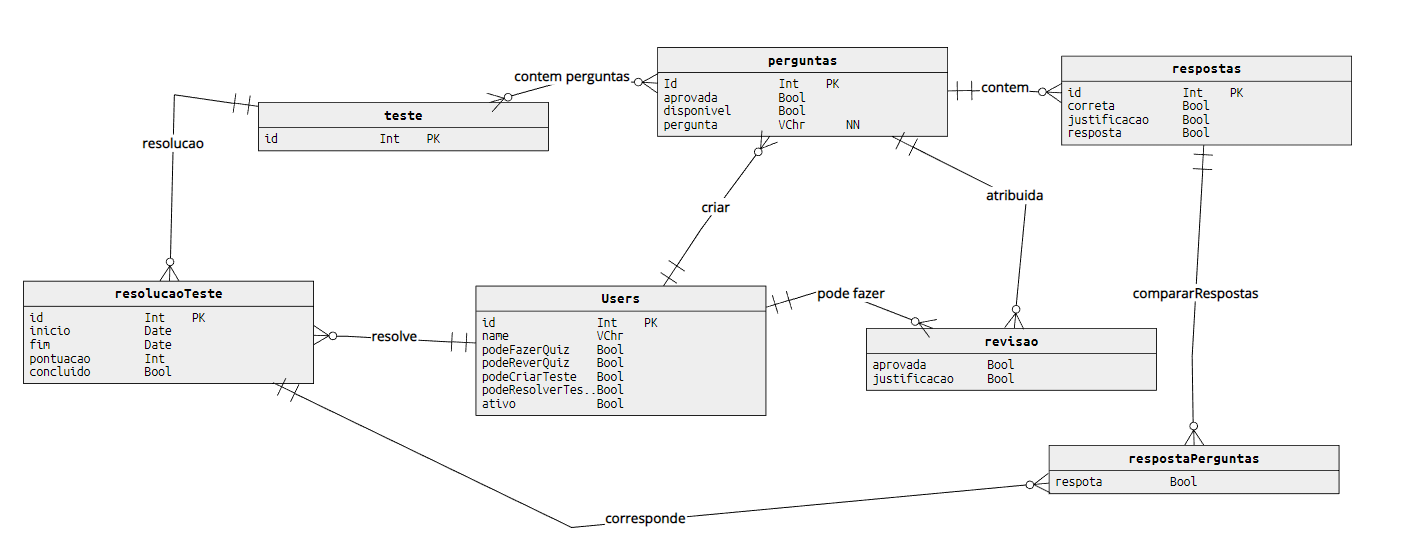 perguntas
Id Int PK
aprovada Bool
disponivel Bool
pergunta VChr NN
respostas
id Int PK
correta Bool
justificacao Bool
resposta Bool
contem perguntas
contem
teste
id Int PK
resolucao
criar
atribuida
resolucaoTeste
id Int PK
inicio Date
fim Date
pontuacao Int
concluido Bool
resolve
Users
id Int PK
name VChr
podeFazerQuiz Bool
podeReverQuiz Bool
podeCriarTeste Bool
podeResolverTes..Bool
ativo Bool
pode fazer
revisao
aprovada Bool
justificacao Bool
compararRespostas
respostaPerguntas
respota Bool
corresponde